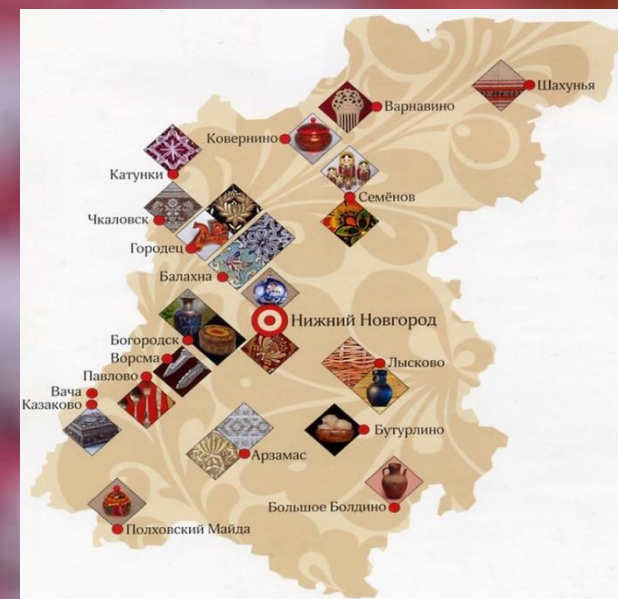 Шахунья
Варнавино
Ковернино
Катунки
Семёнов
Чкаловск
Городец
Балахна
Нижний Новгород
Богородск
Ворсма
Лысково
Павлово
Вача
Казаково
Бутурлино
Арзамас
Большое Болдино
Полховский Майда